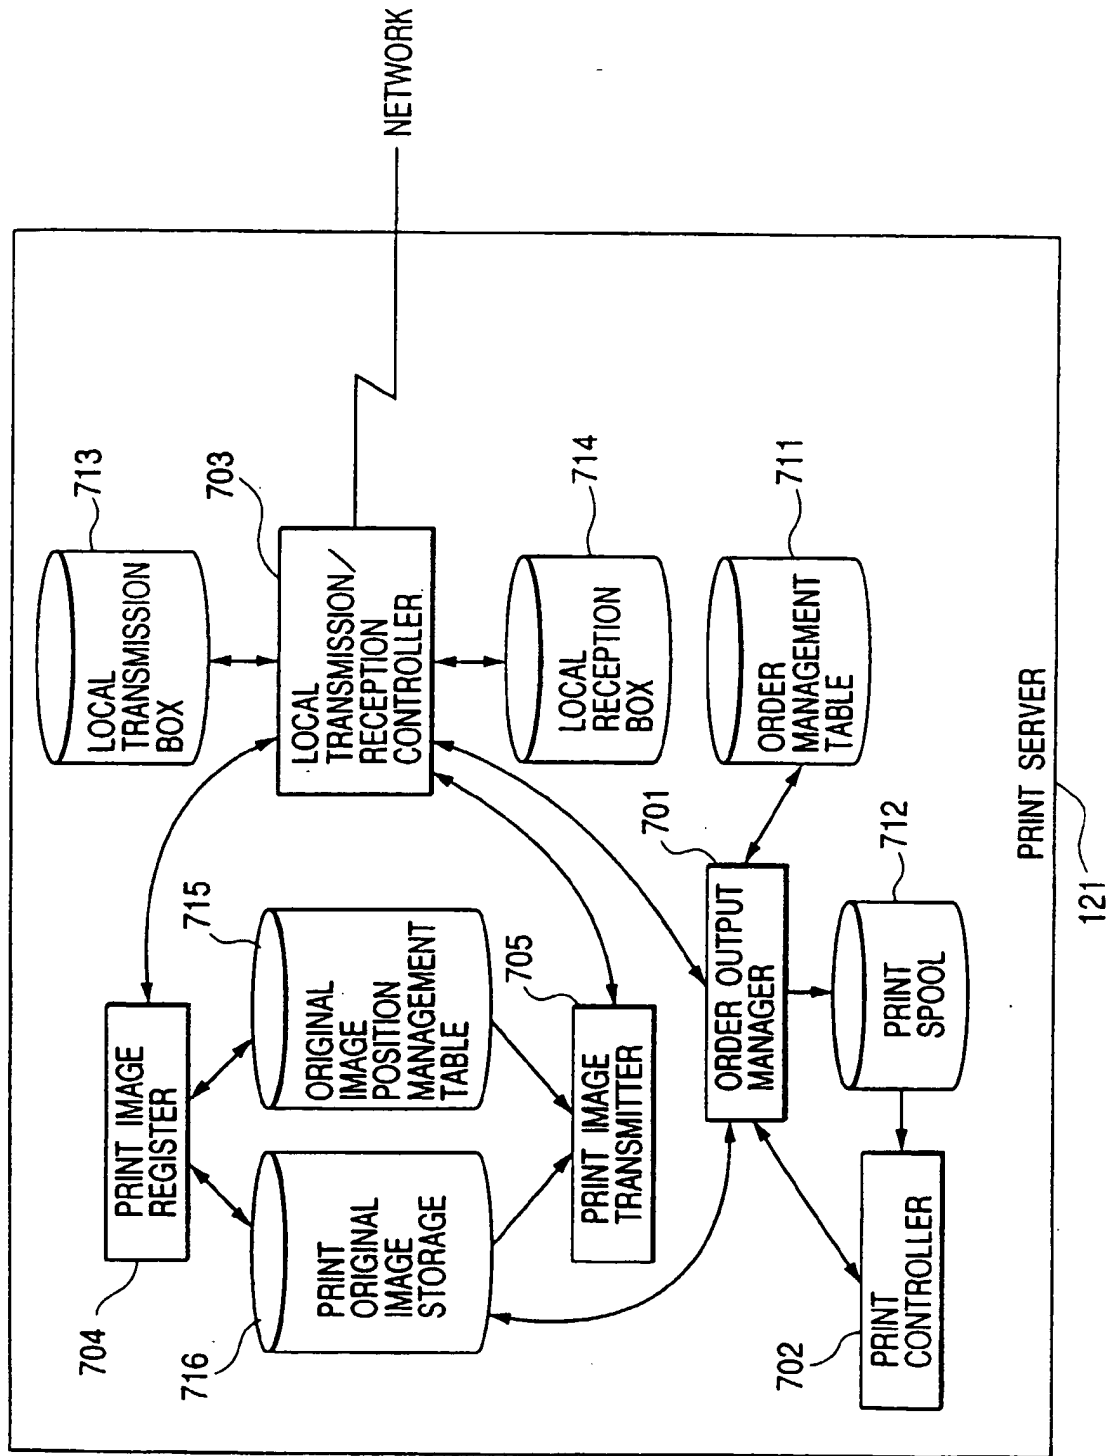 NETWORK
713
LOCAL
TRANSMISSION
BOX
703
LOCAL
TRANSMISSION/
RECEPTION
CONTROLLER
714
LOCAL
RECEPTION
BOX
711
ORDER
MANAGEMENT
TABLE
704
PRINT IMAGE
REGISTER
715
ORIGINAL
IMAGE
POSITION
MANAGEMENT
TABLE
716
PRINT
ORIGINAL
IMAGE
STORAGE
705
PRINT IMAGE
TRANSMITTER
701
ORDER OUTPUT
MANAGER
712
PRINT
SPOOL
702
PRINT
CONTROLLER
PRINT SERVER
121